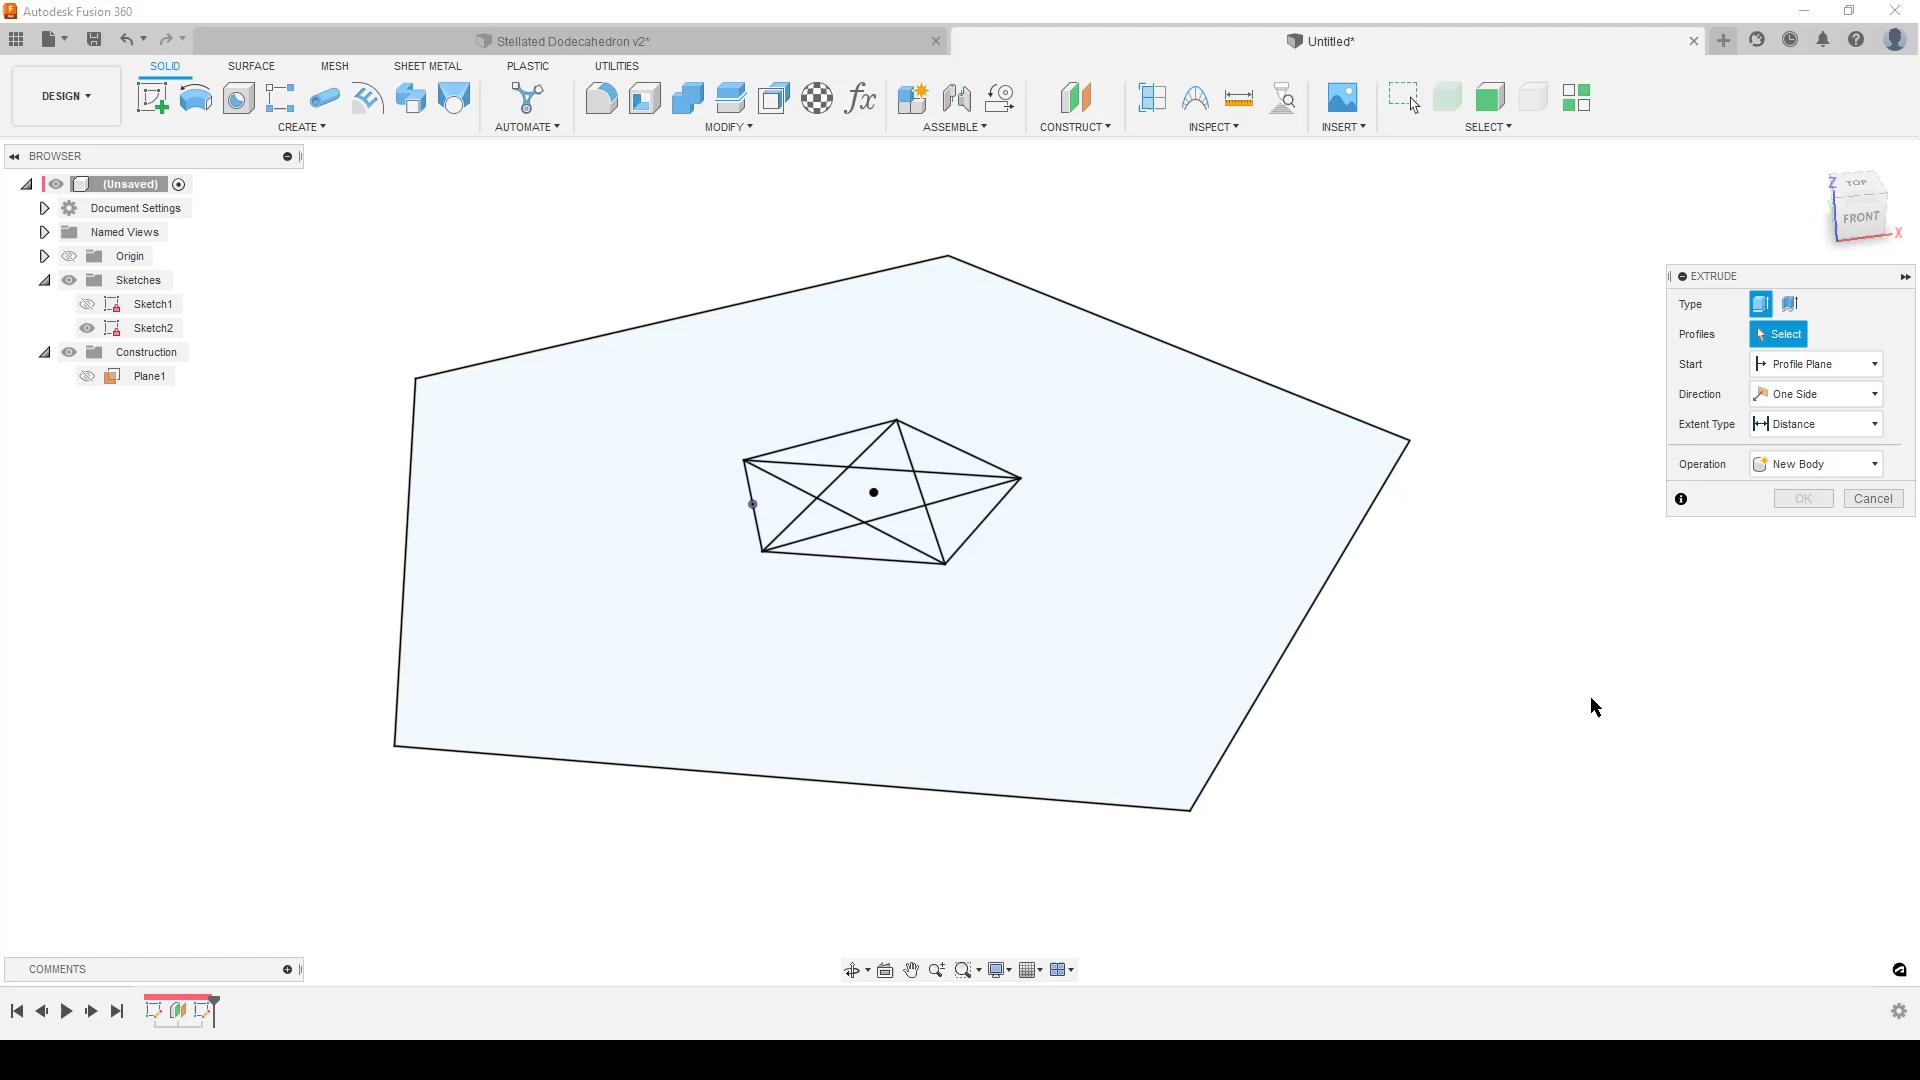 Autodesk Fusion 360
Stellated Dodecahedron v2*
Untitled*
DESIGN
SOLID
SURFACE
MESH
SHEET METAL
PLASTIC
UTILITIES
CREATE
AUTOMATE
MODIFY
ASSEMBLE
CONSTRUCT
INSPECT
INSERT
SELECT
BROWSER
(Unsaved)
Document Settings
Named Views
Origin
Sketches
Sketch1
Sketch2
Construction
Plane1
Z
TOP
FRONT
X
EXTRUDE
Type
Profiles
Select
Start
Profile Plane
Direction
One Side
Extent Type
Distance
Operation
New Body
OK
Cancel
COMMENTS